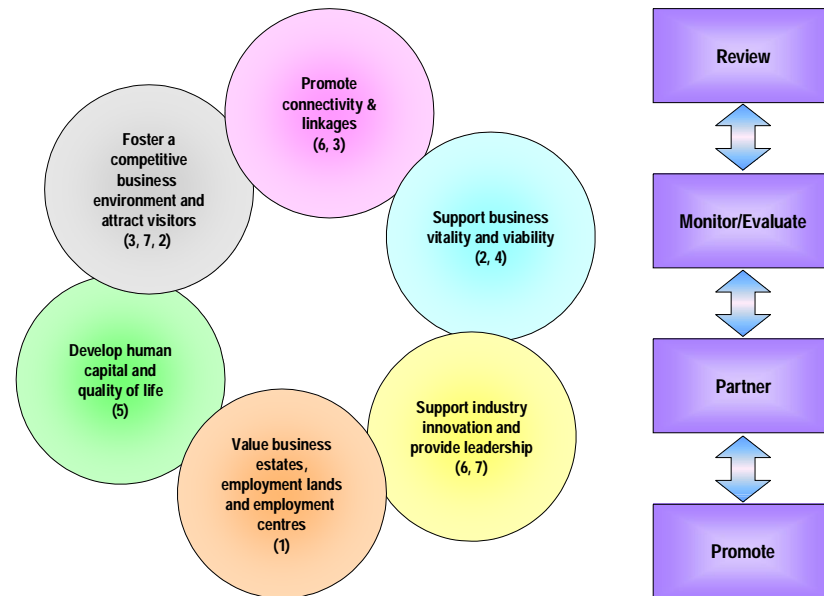 Promote
connectivity &
linkages
(6, 3)
Foster a
competitive
business
environment and
attract visitors
(3, 7, 2)
Support business
vitality and viability
(2, 4)
Develop human
capital and
quality of life
(5)
Support industry
innovation and
provide leadership
(6, 7)
Value business
estates,
employment lands
and employment
centres
(1)
Review
Monitor/Evaluate
Partner
Promote